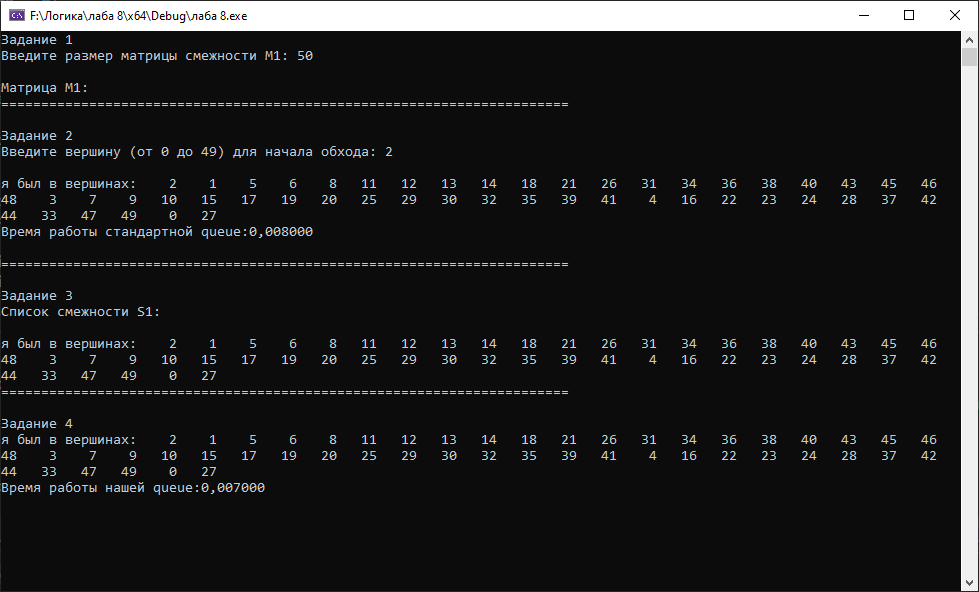 F:\Логика\лаба 8\x64\Debug\лаба 8.exe
Задание 1
Введите размер матрицы смежности M1: 50
Матрица M1:
=======================================================================
Задание 2
Введите вершину (от 0 до 49) для начала обхода: 2
я был в вершинах:    2    1    5    6    8   11   12   13   14   18   21   26   31   34   36   38   40   43   45   46
48    3    7    9   10   15   17   19   20   25   29   30   32   35   39   41    4   16   22   23   24   28   37   42
44   33   47   49    0   27
Время работы стандартной queue:0,008000
=======================================================================
Задание 3
Список смежности S1:
я был в вершинах:    2    1    5    6    8   11   12   13   14   18   21   26   31   34   36   38   40   43   45   46
48    3    7    9   10   15   17   19   20   25   29   30   32   35   39   41    4   16   22   23   24   28   37   42
44   33   47   49    0   27
=======================================================================
Задание 4
я был в вершинах:    2    1    5    6    8   11   12   13   14   18   21   26   31   34   36   38   40   43   45   46
48    3    7    9   10   15   17   19   20   25   29   30   32   35   39   41    4   16   22   23   24   28   37   42
44   33   47   49    0   27
Время работы нашей queue:0,007000